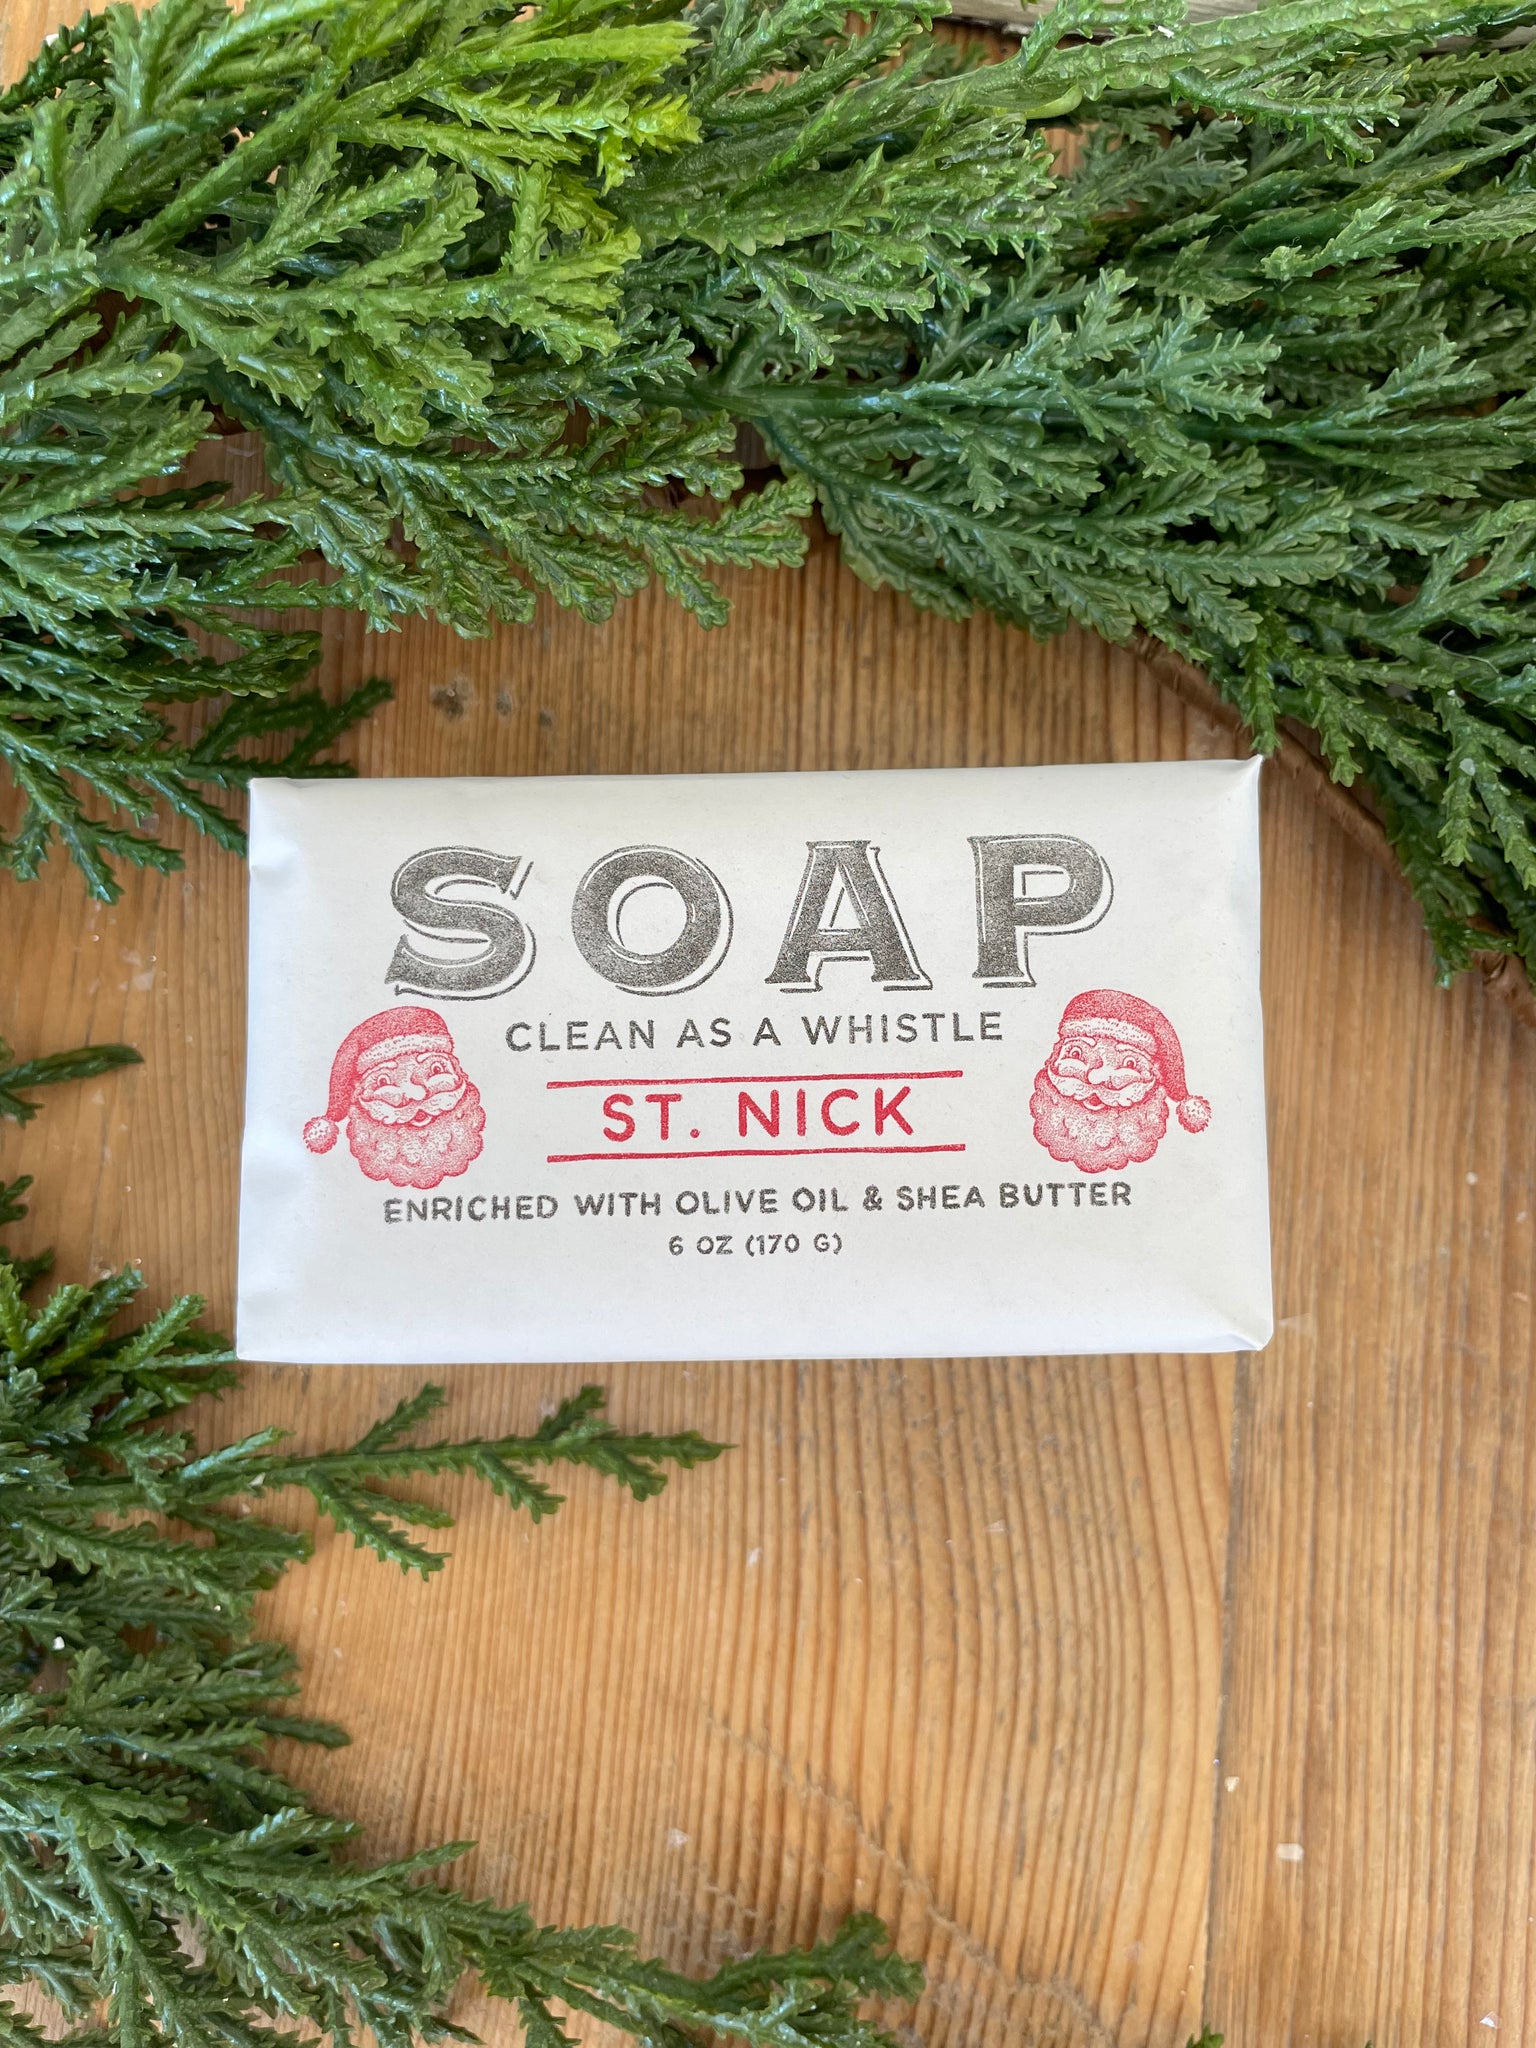 SOAP
CLEAN AS A WHISTLE
ST. NICK
ENRICHED WITH OLIVE OIL & SHEA BUTTER
6 OZ (170 G)